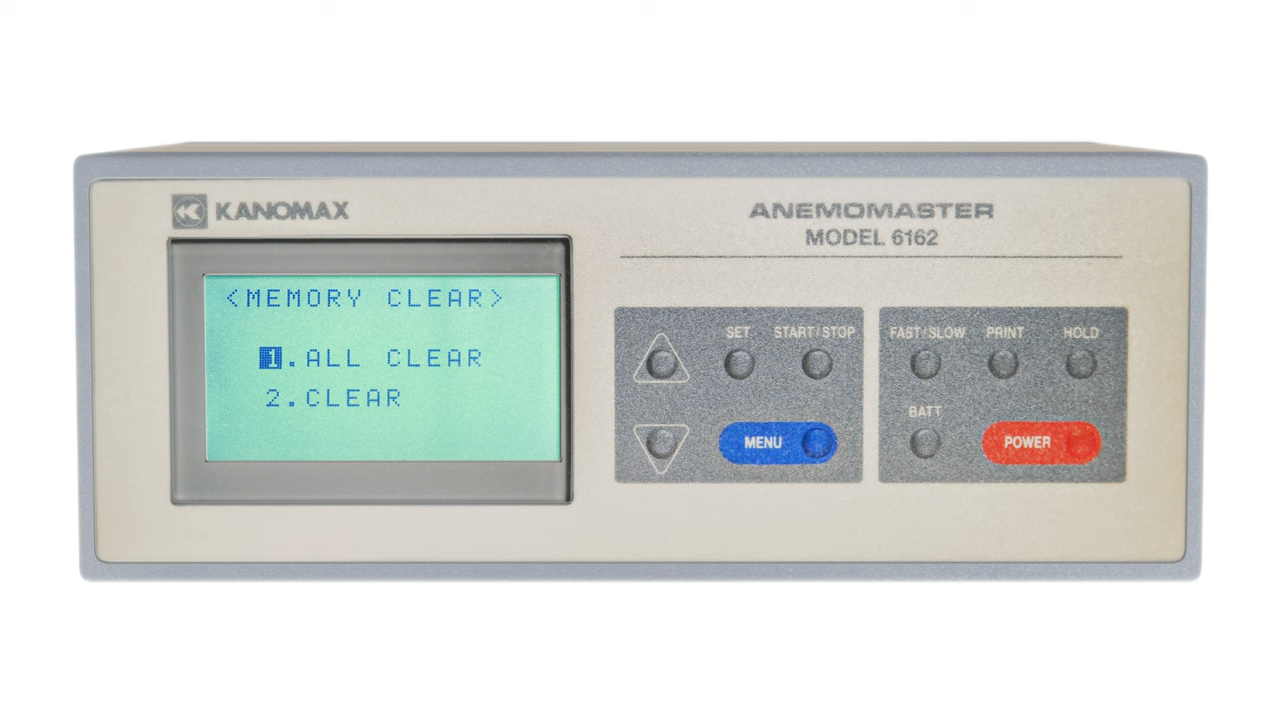 KANOMAX
ANEMOMASTER
MODEL 6162
<MEMORY CLEAR>
1.ALL CLEAR
2.CLEAR
SET
START/STOP
MENU
FAST/SLOW
PRINT
HOLD
BATT
POWER